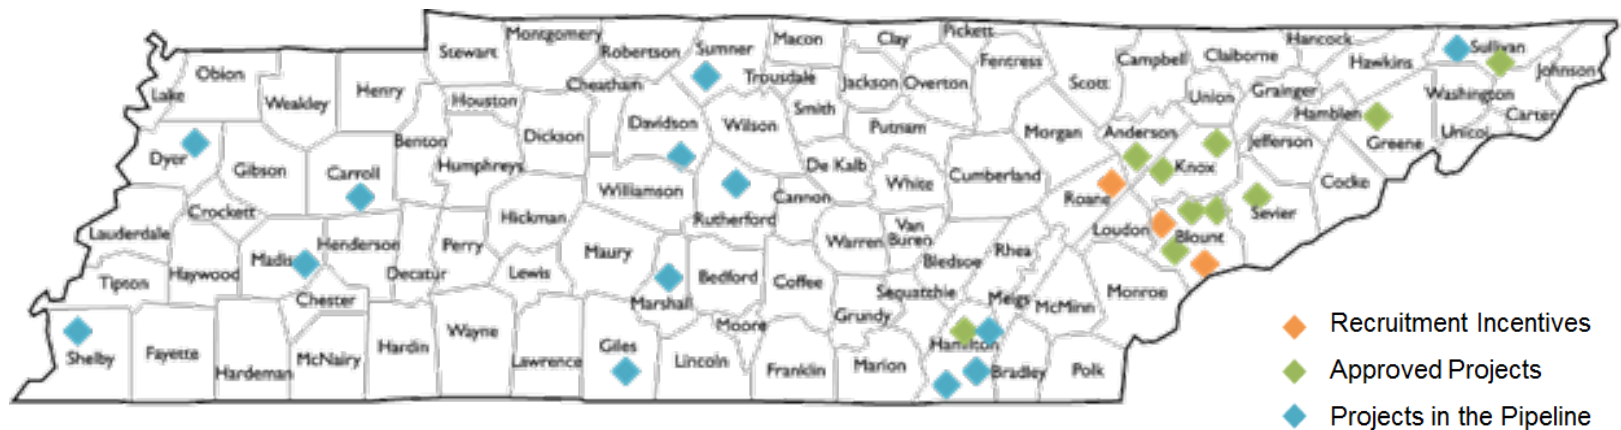 Lake
Obion
Weakley
Henry
Stewart
Montgomery
Robertson
Sumner
Macon
Clay
Pickett
Fentress
Scott
Campbell
Claiborne
Hancock
Hawkins
Sullivan
Johnson
Houston
Cheatham
Trousdale
Jackson
Overton
Union
Grainger
Hamblen
Washington
Carter
Dyer
Gibson
Carroll
Benton
Humphreys
Dickson
Davidson
Wilson
Smith
Putnam
Morgan
Anderson
Knox
Jefferson
Greene
Unicoi
Crockett
Williamson
Rutherford
Cannon
De Kalb
White
Cumberland
Roane
Loudon
Blount
Sevier
Cocke
Lauderdale
Tipton
Haywood
Madis
Henderson
Decatur
Perry
Hickman
Lewis
Maury
Marshall
Bedford
Coffee
Warren
Van
Buren
Bledsoe
Rhea
Sequatchie
Meigs
McMinn
Monroe
Shelby
Fayette
Hardeman
Chester
McNairy
Hardin
Wayne
Lawrence
Giles
Lincoln
Moore
Franklin
Grundy
Marion
Hamilton
Bradley
Polk
Recruitment Incentives
Approved Projects
Projects in the Pipeline